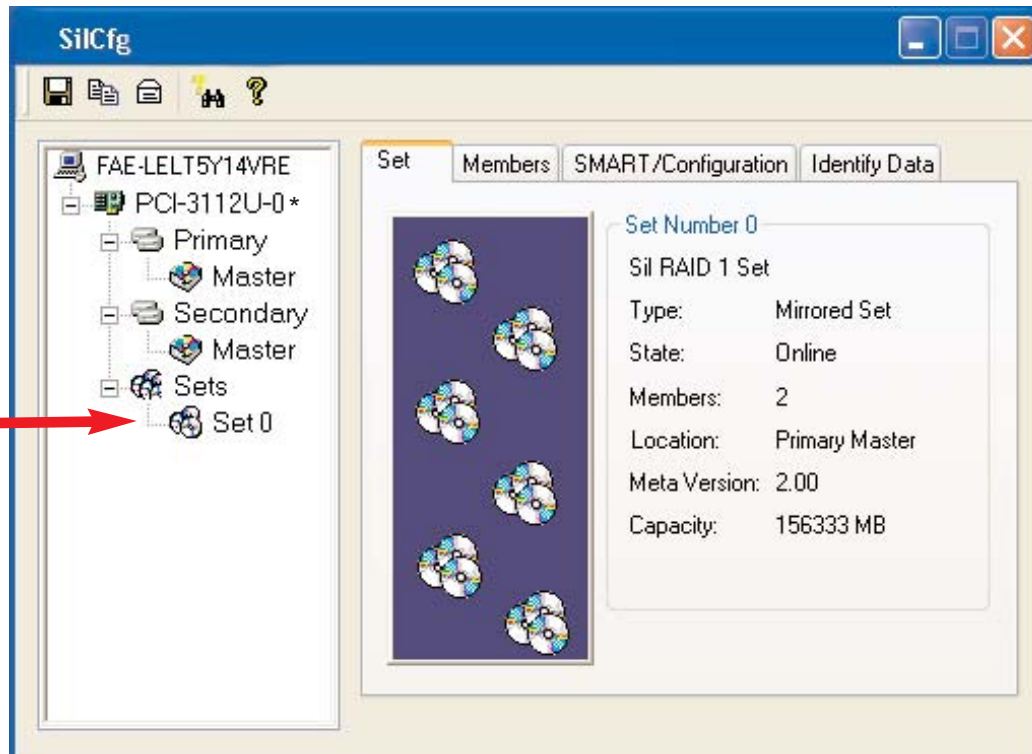 SilCfg
FAE-LELT5Y14VRE
PCI-3112U-0*
Primary
Master
Secondary
Master
Sets
Set 0
Set Members SMART/Configuration Identify Data
Set Number 0
Sil RAID 1 Set
Type: Mirrored Set
State: Online
Members: 2
Location: Primary Master
Meta Version: 2.00
Capacity: 156333 MB